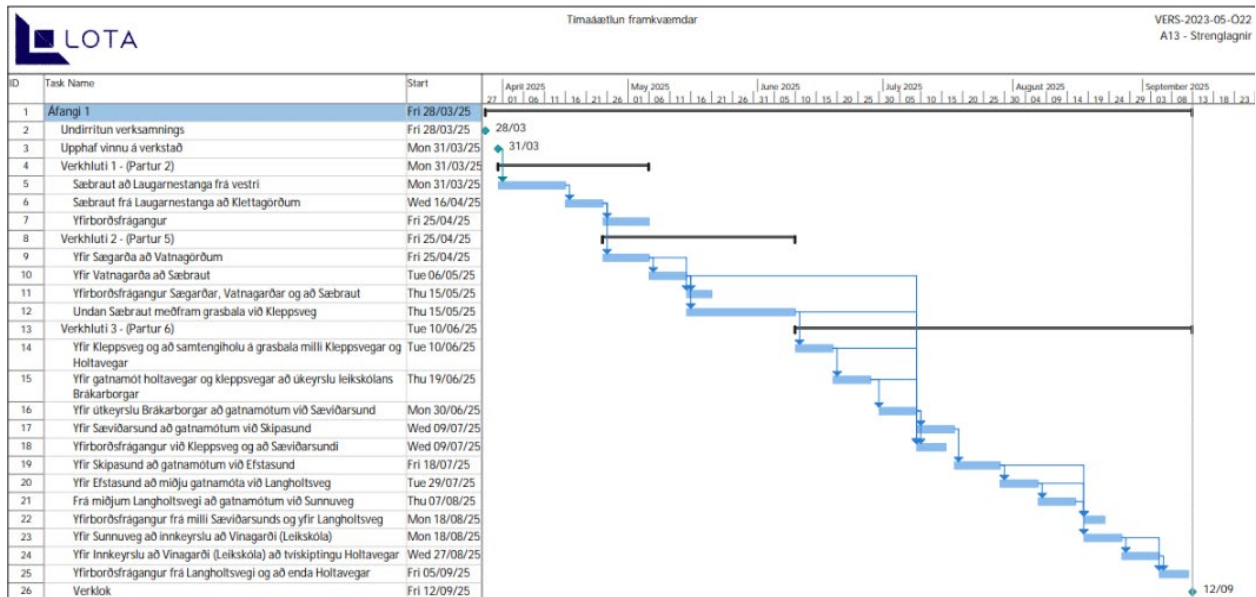 LOTA
Tímaáætlun framkvæmdar
VERS-2023-05-Ö22
A13 - Strenglagnir
ID Task Name Start
April 2025 May 2025 June 2025 July 2025 August 2025 September 2025
27 01 06 11 16 21 26 01 06 11 16 21 26 31 05 10 15 20 25 30 05 10 15 20 25 30 04 09 14 19 24 29 03 08 13 18 23
1 Áfangi 1 Fri 28/03/25
2 Undirritun verksamnings Fri 28/03/25 28/03
3 Upphaf vinnu á verkstað Mon 31/03/25 31/03
4 Verkhluti 1 - (Partur 2) Mon 31/03/25
5 Sæbraut að Laugarnestanga frá vestri Mon 31/03/25
6 Sæbraut frá Laugarnestanga að Klettagörðum Wed 16/04/25
7 Yfirborðsfrágangur Fri 25/04/25
8 Verkhluti 2 - (Partur 5) Fri 25/04/25
9 Yfir Sægarða að Vatnagörðum Fri 25/04/25
10 Yfir Vatnagarða að Sæbraut Tue 06/05/25
11 Yfirborðsfrágangur Sægarðar, Vatnagarðar og að Sæbraut Thu 15/05/25
12 Undan Sæbraut meðfram grasbala við Kleppsveg Thu 15/05/25
13 Verkhluti 3 - (Partur 6) Tue 10/06/25
14 Yfir Kleppsveg og að samtengiholu á grasbala milli Kleppsvegar og Tue 10/06/25
Holtavegar
15 Yfir gatnamót holtavegar og kleppsvegar að úkeyrslu leikskólans Thu 19/06/25
Brákarborgar
16 Yfir útkeyrslu Brákarborgar að gatnamótum við Sæviðarsund Mon 30/06/25
17 Yfir Sæviðarsund að gatnamótum við Skipasund Wed 09/07/25
18 Yfirborðsfrágangur við Kleppsveg og að Sæviðarsundi Wed 09/07/25
19 Yfir Skipasund að gatnamótum við Efstasund Fri 18/07/25
20 Yfir Efstasund að miðju gatnamóta við Langholtsveg Tue 29/07/25
21 Frá miðjum Langholtsvegi að gatnamótum við Sunnuveg Thu 07/08/25
22 Yfirborðsfrágangur frá milli Sæviðarsunds og yfir Langholtsveg Mon 18/08/25
23 Yfir Sunnuveg að innkeyrslu að Vinagarði (Leikskóla) Mon 18/08/25
24 Yfir Innkeyrslu að Vinagarði (Leikskóla) að tvískiptingu Holtavegar Wed 27/08/25
25 Yfirborðsfrágangur frá Langholtsvegi og að enda Holtavegar Fri 05/09/25
26 Verklok Fri 12/09/25 12/09